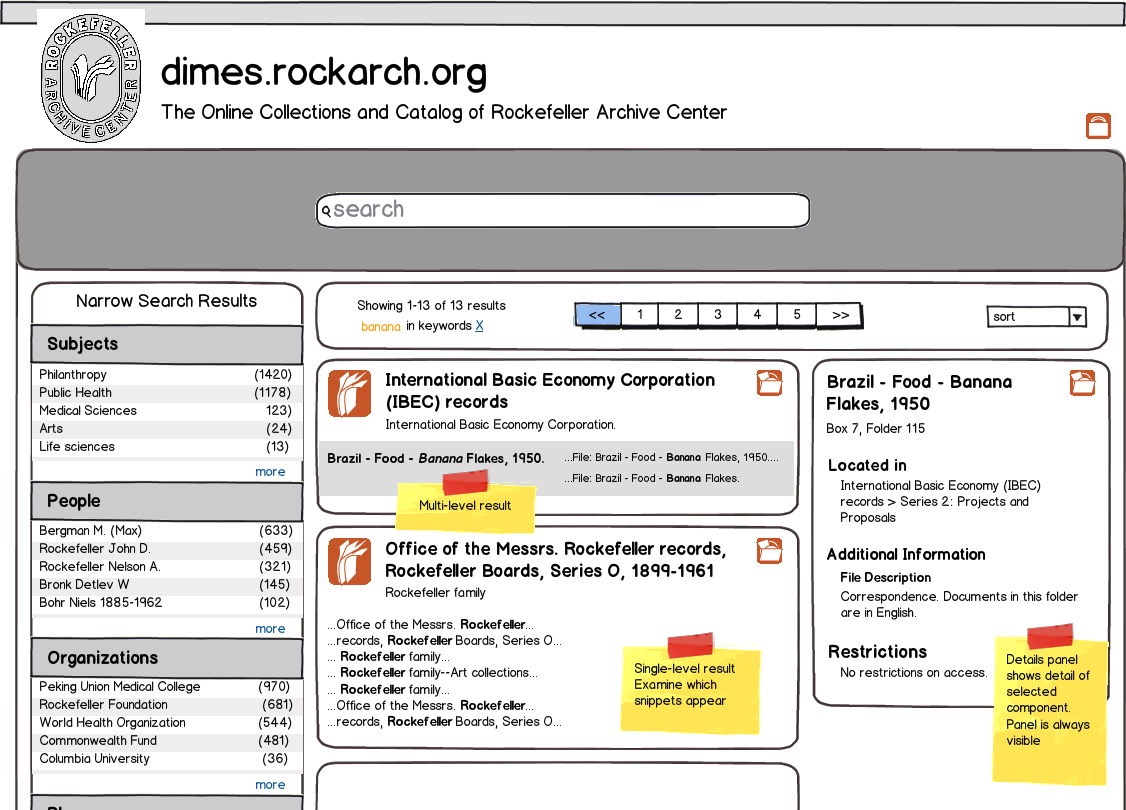 ROCKEFELLER ARCHIVE CENTER
dimes.rockarch.org
The Online Collections and Catalog of Rockefeller Archive Center
search
Narrow Search Results
Subjects
Philanthropy (1420)
Public Health (1178)
Medical Sciences 123)
Arts (24)
Life sciences (13)
more
People
Bergman M. (Max) (633)
Rockefeller John D. (459)
Rockefeller Nelson A. (321)
Bronk Detlev W (145)
Bohr Niels 1885-1962 (102)
more
Organizations
Peking Union Medical College (970)
Rockefeller Foundation (681)
World Health Organization (544)
Commonwealth Fund (481)
Columbia University (36)
more
Showing 1-13 of 13 results
banana in keywords X
<< 1 2 3 4 5 >>
sort
International Basic Economy Corporation
(IBEC) records
International Basic Economy Corporation.
Brazil - Food - Banana Flakes, 1950.
...File: Brazil - Food - Banana Flakes, 1950....
...File: Brazil - Food - Banana Flakes.
Multi-level result
Office of the Messrs. Rockefeller records,
Rockefeller Boards, Series O, 1899-1961
Rockefeller family
...Office of the Messrs. Rockefeller...
...records, Rockefeller Boards, Series O...
... Rockefeller family...
... Rockefeller family--Art collections...
... Rockefeller family...
...Office of the Messrs. Rockefeller...
...records, Rockefeller Boards, Series O...
Single-level result
Examine which
snippets appear
Brazil - Food - Banana
Flakes, 1950
Box 7, Folder 115
Located in
International Basic Economy (IBEC)
records > Series 2: Projects and
Proposals
Additional Information
File Description
Correspondence. Documents in this folder
are in English.
Restrictions
No restrictions on access.
Details panel
shows detail of
selected
component.
Panel is always
visible